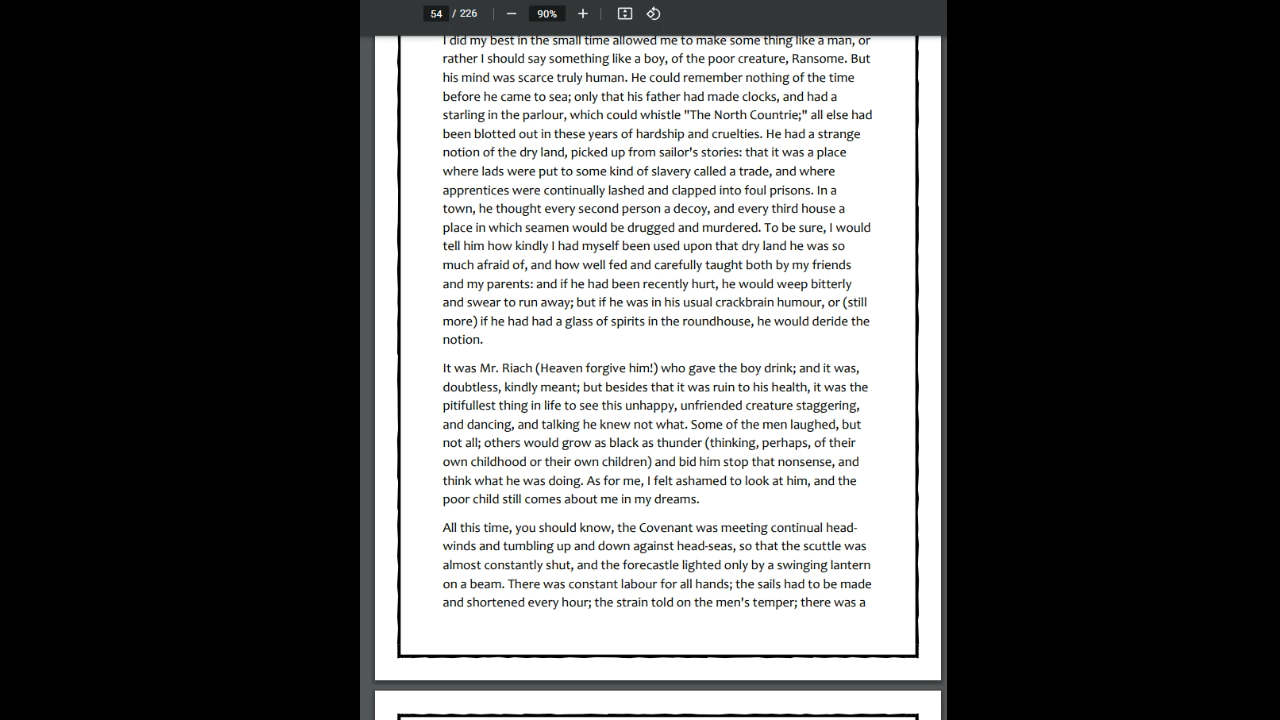 54 / 226 90%
I did my best in the small time allowed me to make some thing like a man, or
rather I should say something like a boy, of the poor creature, Ransome. But
his mind was scarce truly human. He could remember nothing of the time
before he came to sea; only that his father had made clocks, and had a
starling in the parlour, which could whistle "The North Countrie;" all else had
been blotted out in these years of hardship and cruelties. He had a strange
notion of the dry land, picked up from sailor's stories: that it was a place
where lads were put to some kind of slavery called a trade, and where
apprentices were continually lashed and clapped into foul prisons. In a
town, he thought every second person a decoy, and every third house a
place in which seamen would be drugged and murdered. To be sure, I would
tell him how kindly I had myself been used upon that dry land he was so
much afraid of, and how well fed and carefully taught both by my friends
and my parents: and if he had been recently hurt, he would weep bitterly
and swear to run away; but if he was in his usual crackbrain humour, or (still
more) if he had had a glass of spirits in the roundhouse, he would deride the
notion.
It was Mr. Riach (Heaven forgive him!) who gave the boy drink; and it was,
doubtless, kindly meant; but besides that it was ruin to his health, it was the
pitifullest thing in life to see this unhappy, unfriended creature staggering,
and dancing, and talking he knew not what. Some of the men laughed, but
not all; others would grow as black as thunder (thinking, perhaps, of their
own childhood or their own children) and bid him stop that nonsense, and
think what he was doing. As for me, I felt ashamed to look at him, and the
poor child still comes about me in my dreams.
All this time, you should know, the Covenant was meeting continual head-
winds and tumbling up and down against head-seas, so that the scuttle was
almost constantly shut, and the forecastle lighted only by a swinging lantern
on a beam. There was constant labour for all hands; the sails had to be made
and shortened every hour; the strain told on the men's temper; there was a